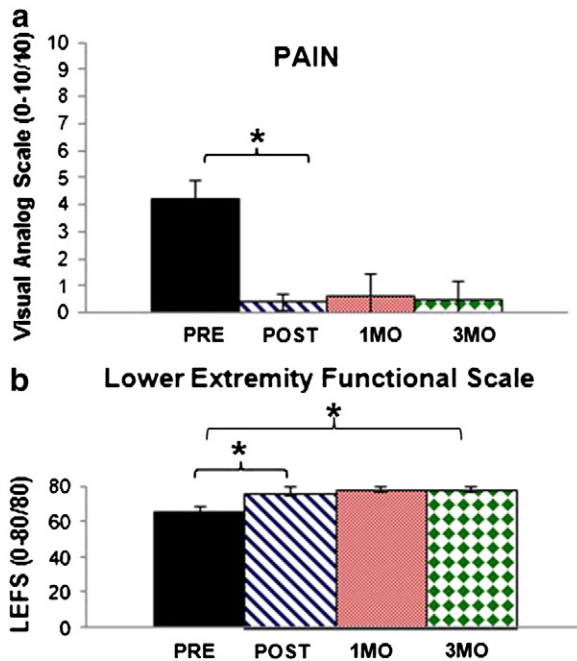 a
PAIN
Visual Analog Scale (0-10/10)
10
9
8
7
6
5
4
3
2
1
0
*
PRE POST 1MO 3MO
b Lower Extremity Functional Scale
*
*
LEFS (0-80/80)
80
60
40
20
0
PRE POST 1MO 3MO